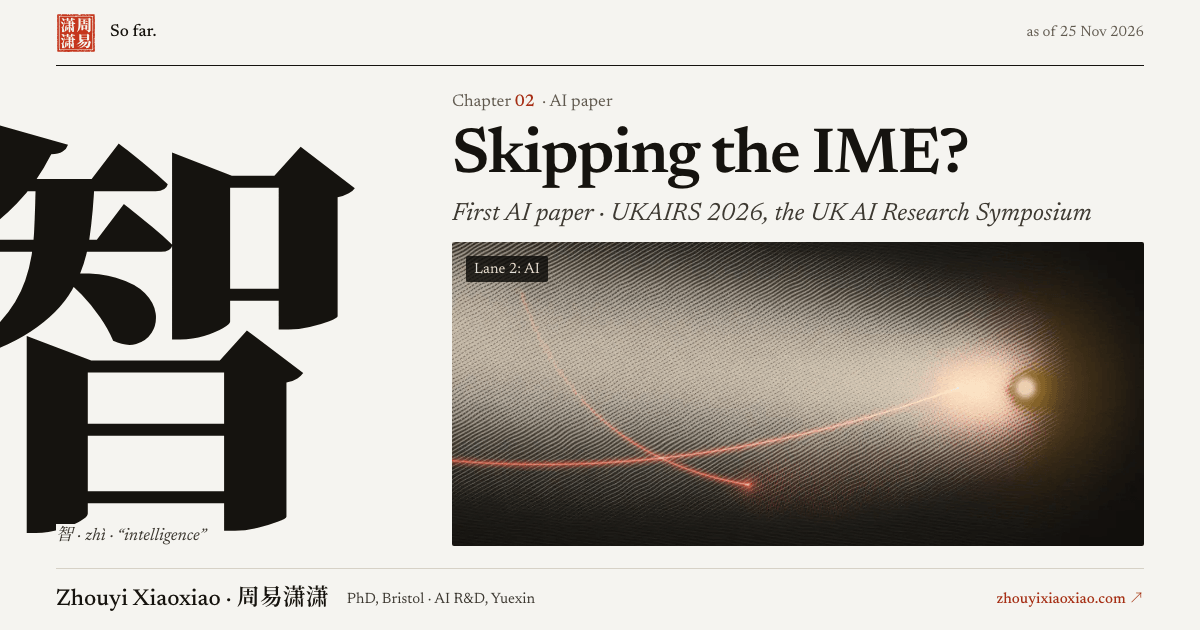 周易
潇潇
So far.
as of 25 Nov 2026
Chapter 02 · AI paper
Skipping the IME?
First AI paper · UKAIRS 2026, the UK AI Research Symposium
Lane 2: AI
智
智 · zhì · “intelligence”
Zhouyi Xiaoxiao · 周易潇潇
PhD, Bristol · AI R&D, Yuexin
zhouyixiaoxiao.com ↗